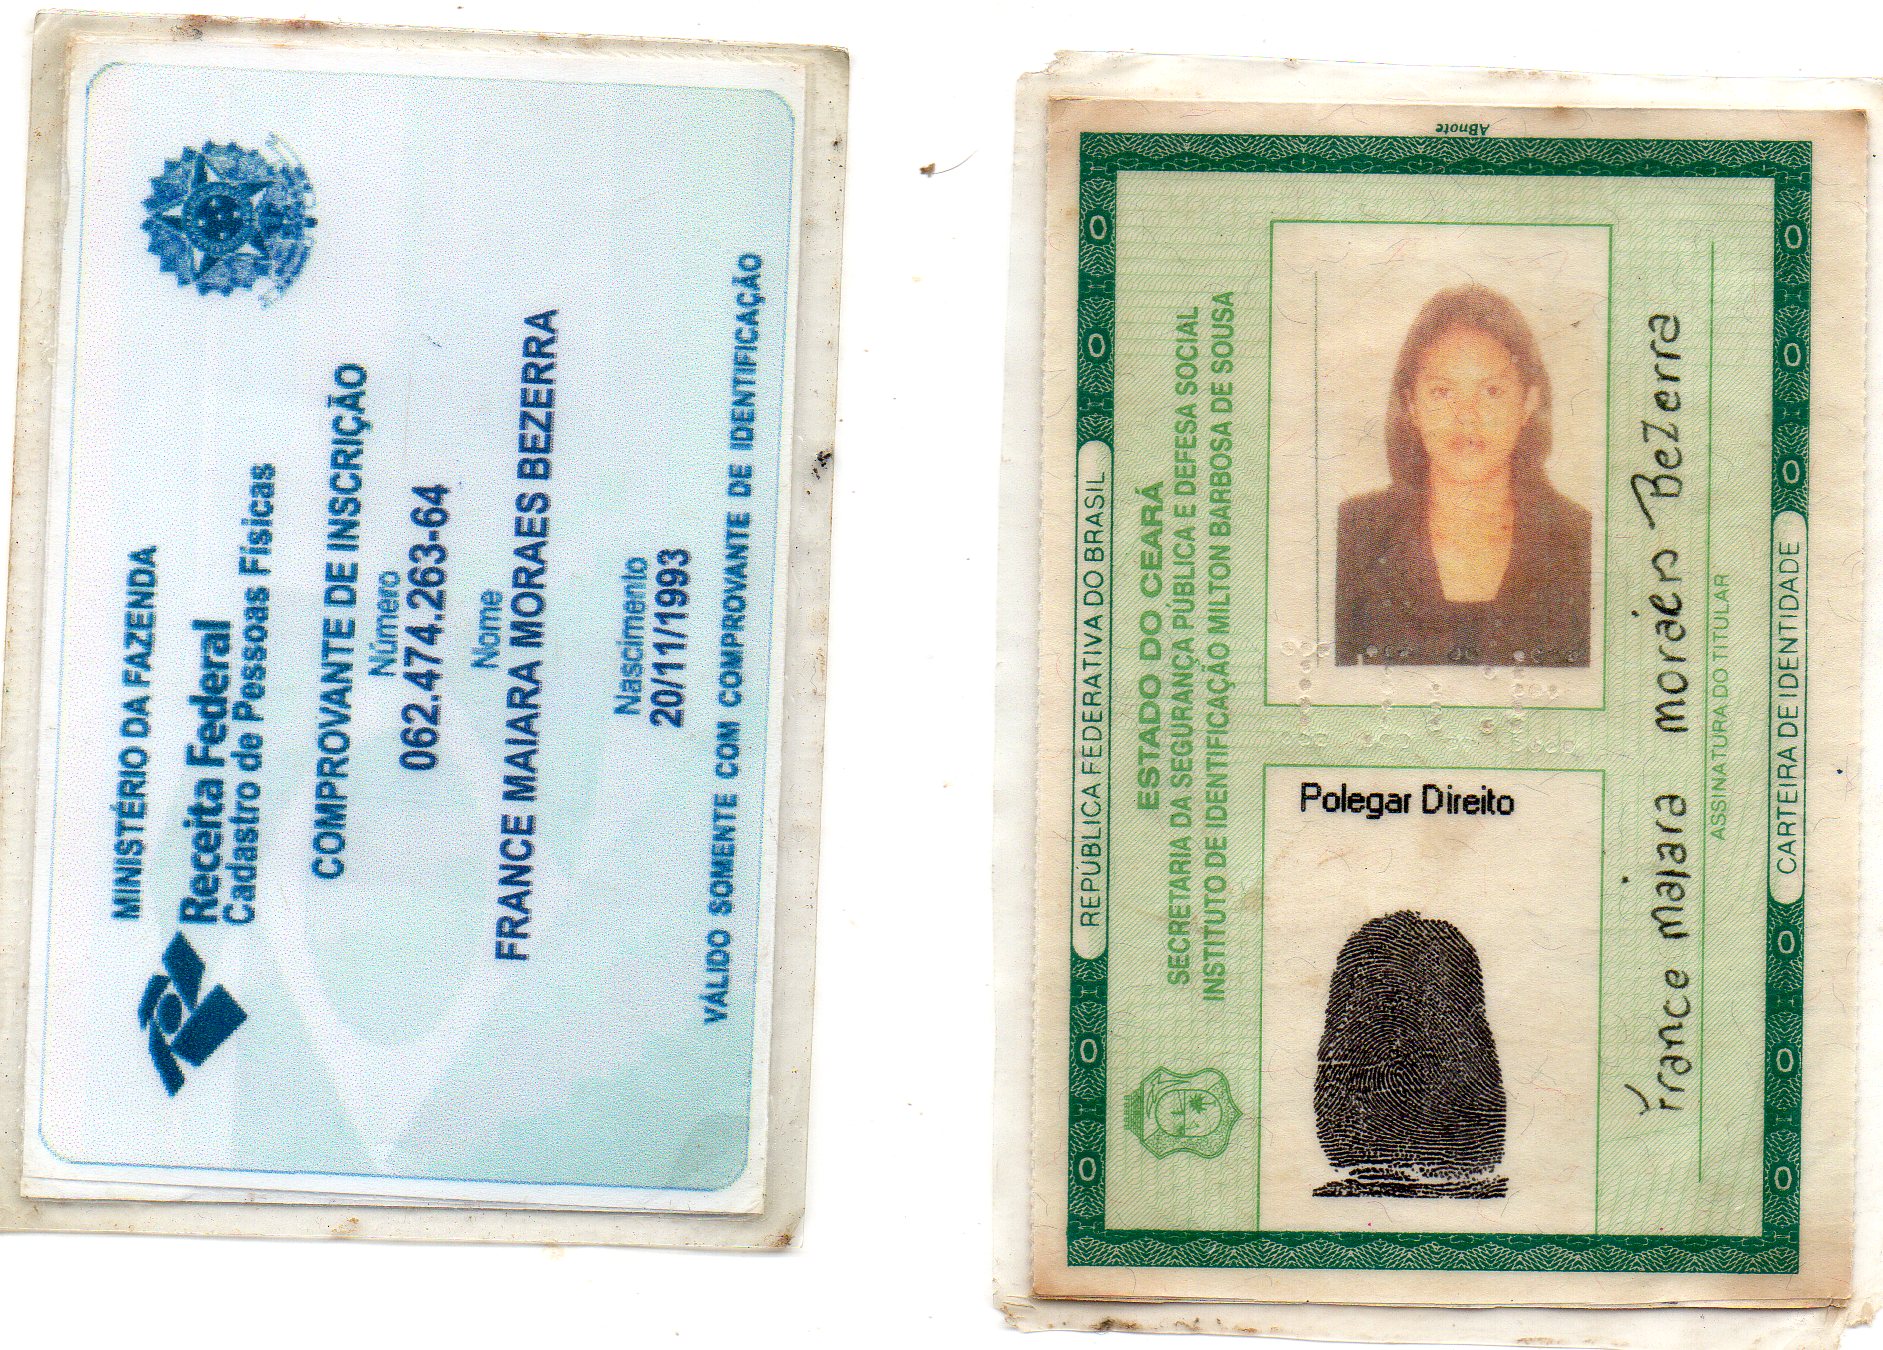 MINISTÉRIO DA FAZENDA
Receita Federal
Cadastro de Pessoas Físicas
COMPROVANTE DE INSCRIÇÃO
Número
062.474.263-64
Nome
FRANCE MAIARA MORAES BEZERRA
Nascimento
20/11/1993
VÁLIDO SOMENTE COM COMPROVANTE DE IDENTIFICAÇÃO
ABnote
REPÚBLICA FEDERATIVA DO BRASIL
ESTADO DO CEARÁ
SECRETARIA DA SEGURANÇA PÚBLICA E DEFESA SOCIAL
INSTITUTO DE IDENTIFICAÇÃO MILTON BARBOSA DE SOUSA
Polegar Direito
France maiara moraes Bezerra
ASSINATURA DO TITULAR
CARTEIRA DE IDENTIDADE